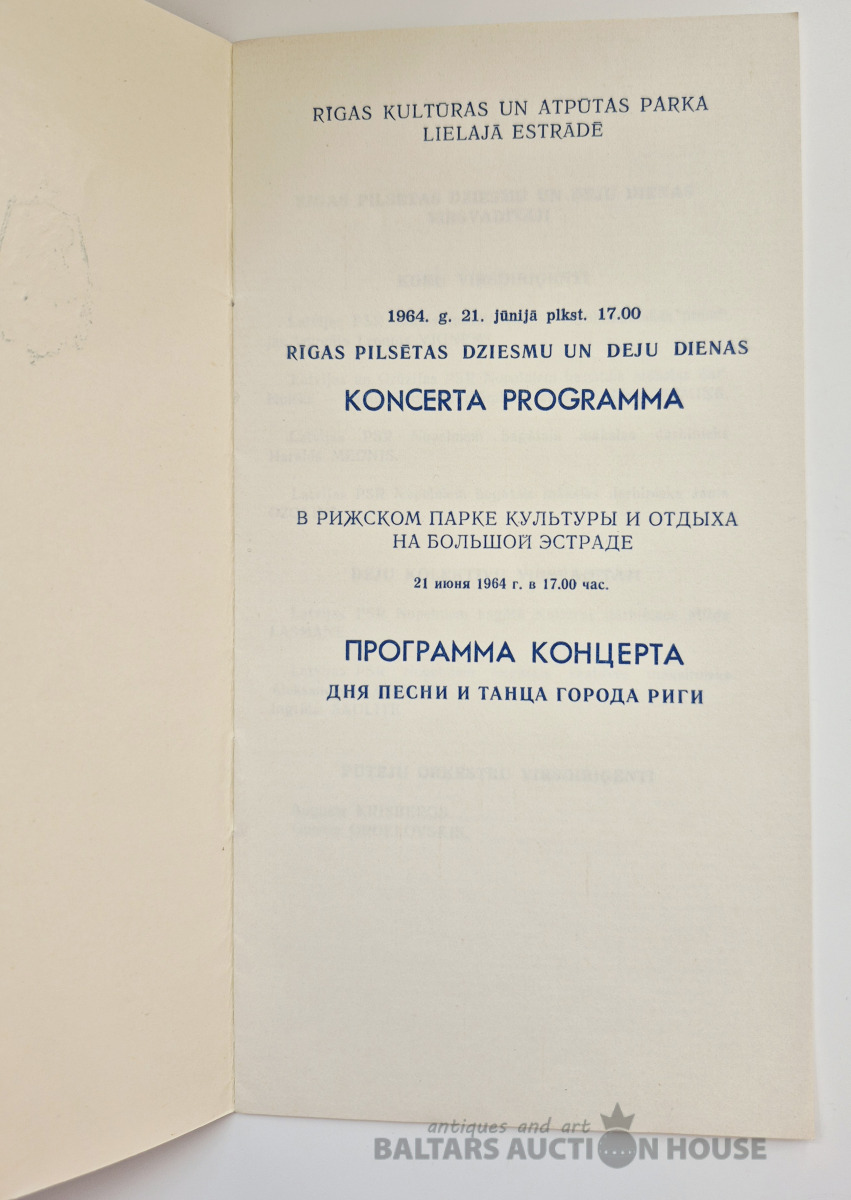 RĪGAS KULTŪRAS UN ATPŪTAS PARKA
LIELAJĀ ESTRĀDĒ
1964. g. 21. jūnijā plkst. 17.00
RĪGAS PILSĒTAS DZIESMU UN DEJU DIENAS
KONCERTA PROGRAMMA
В РИЖСКОМ ПАРКЕ КУЛЬТУРЫ И ОТДЫХА
НА БОЛЬШОЙ ЭСТРАДЕ
21 июня 1964 г. в 17.00 час.
ПРОГРАММА КОНЦЕРТА
ДНЯ ПЕСНИ И ТАНЦА ГОРОДА РИГИ
antiques and art
BALTARS AUCTION HOUSE